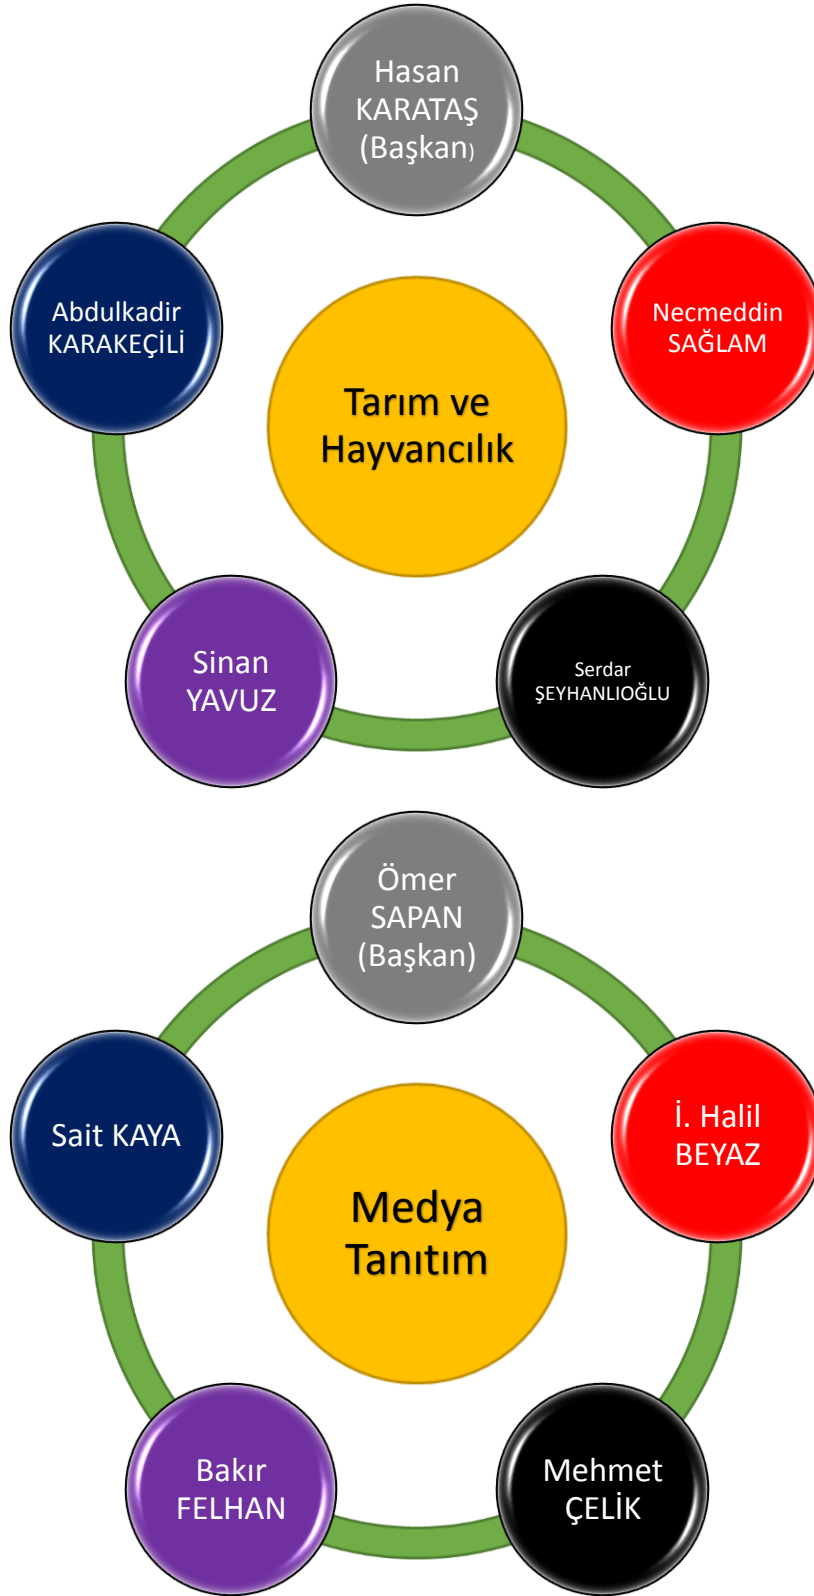 Hasan
KARATAŞ
(Başkan)
Abdulkadir
KARAKEÇİLİ
Necmeddin
SAĞLAM
Tarım ve
Hayvancılık
Sinan
YAVUZ
Serdar
ŞEYHANLIOĞLU
Ömer
SAPAN
(Başkan)
Sait KAYA
İ. Halil
BEYAZ
Medya
Tanıtım
Bakır
FELHAN
Mehmet
ÇELİK